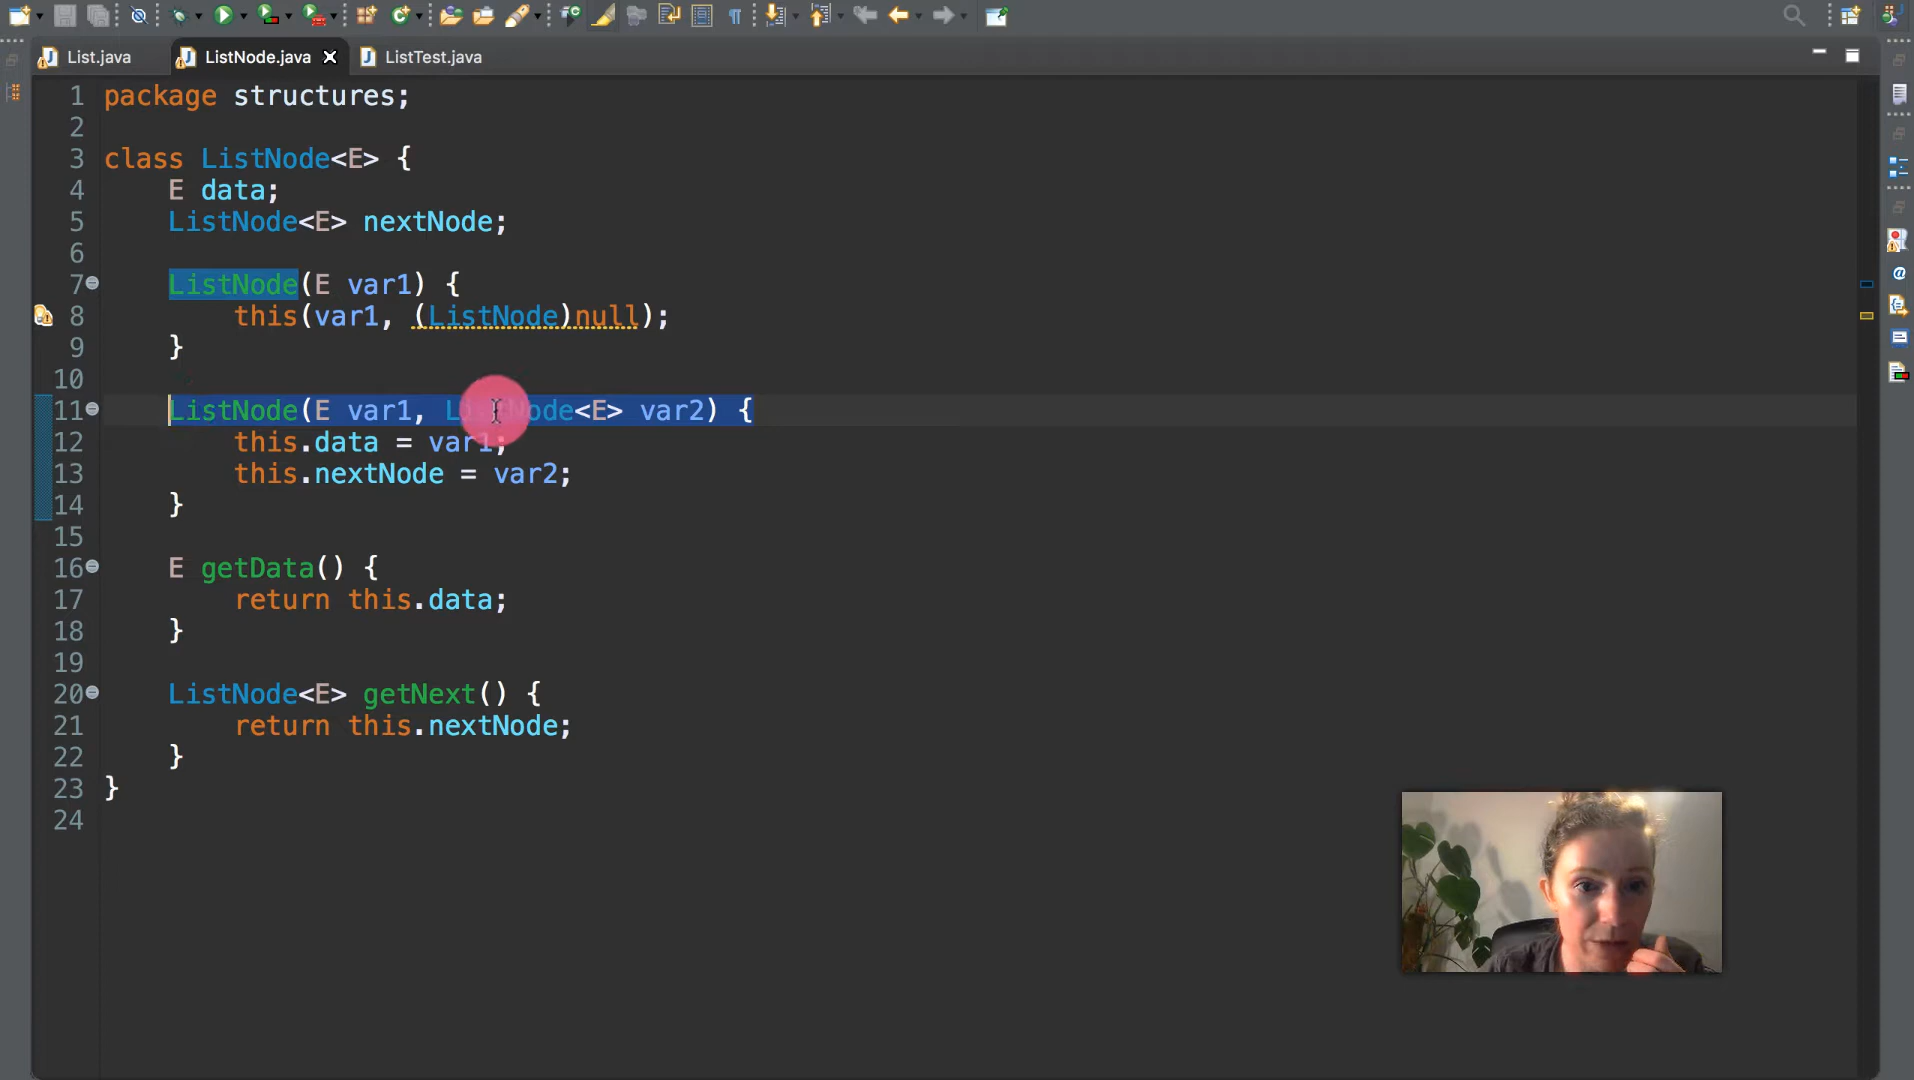 List.java
ListNode.java
ListTest.java
1 package structures;
2
3 class ListNode<E> {
4 E data;
5 ListNode<E> nextNode;
6
7 ListNode(E var1) {
8 this(var1, (ListNode)null);
9 }
10
11 ListNode(E var1, ListNode<E> var2) {
12 this.data = var1;
13 this.nextNode = var2;
14 }
15
16 E getData() {
17 return this.data;
18 }
19
20 ListNode<E> getNext() {
21 return this.nextNode;
22 }
23 }
24